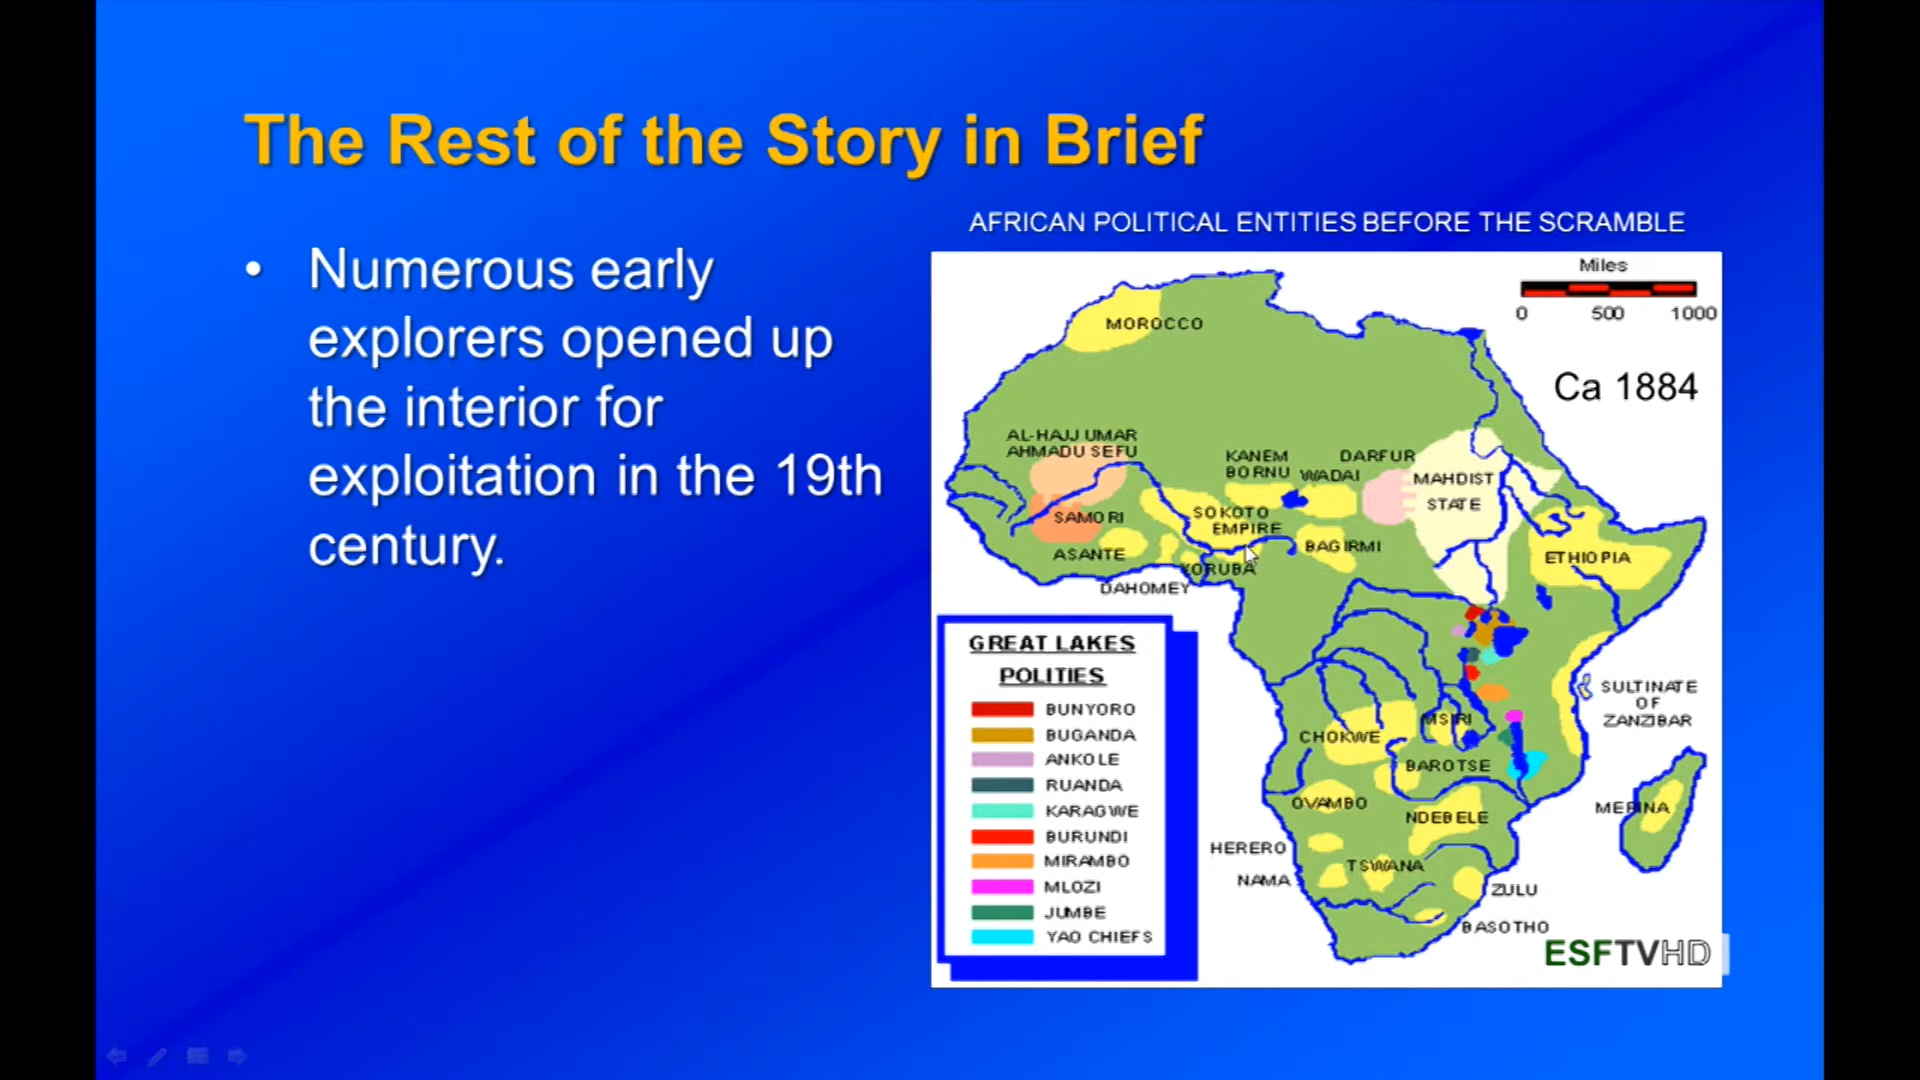 The Rest of the Story in Brief
• Numerous early
explorers opened up
the interior for
exploitation in the 19th
century.
AFRICAN POLITICAL ENTITIES BEFORE THE SCRAMBLE
Miles
0 500 1000
Ca 1884
MOROCCO
AL-HAJJ UMAR
AHMADU SEFU
SAMORI
ASANTE
DAHOMEY
YORUBA
SOKOTO
EMPIRE
KANEM
BORNU
WADAI
DARFUR
BAGIRMI
MAHDIST
STATE
ETHIOPIA
SULTINATE
OF
ZANZIBAR
MSIRI
CHOKWE
BAROTSE
OVAMBO
NDEBELE
MERINA
HERERO
NAMA
TSWANA
ZULU
BASOTHO
GREAT LAKES
POLITIES
BUNYORO
BUGANDA
ANKOLE
RUANDA
KARAGWE
BURUNDI
MIRAMBO
MLOZI
JUMBE
YAO CHIEFS
ESFTVHD